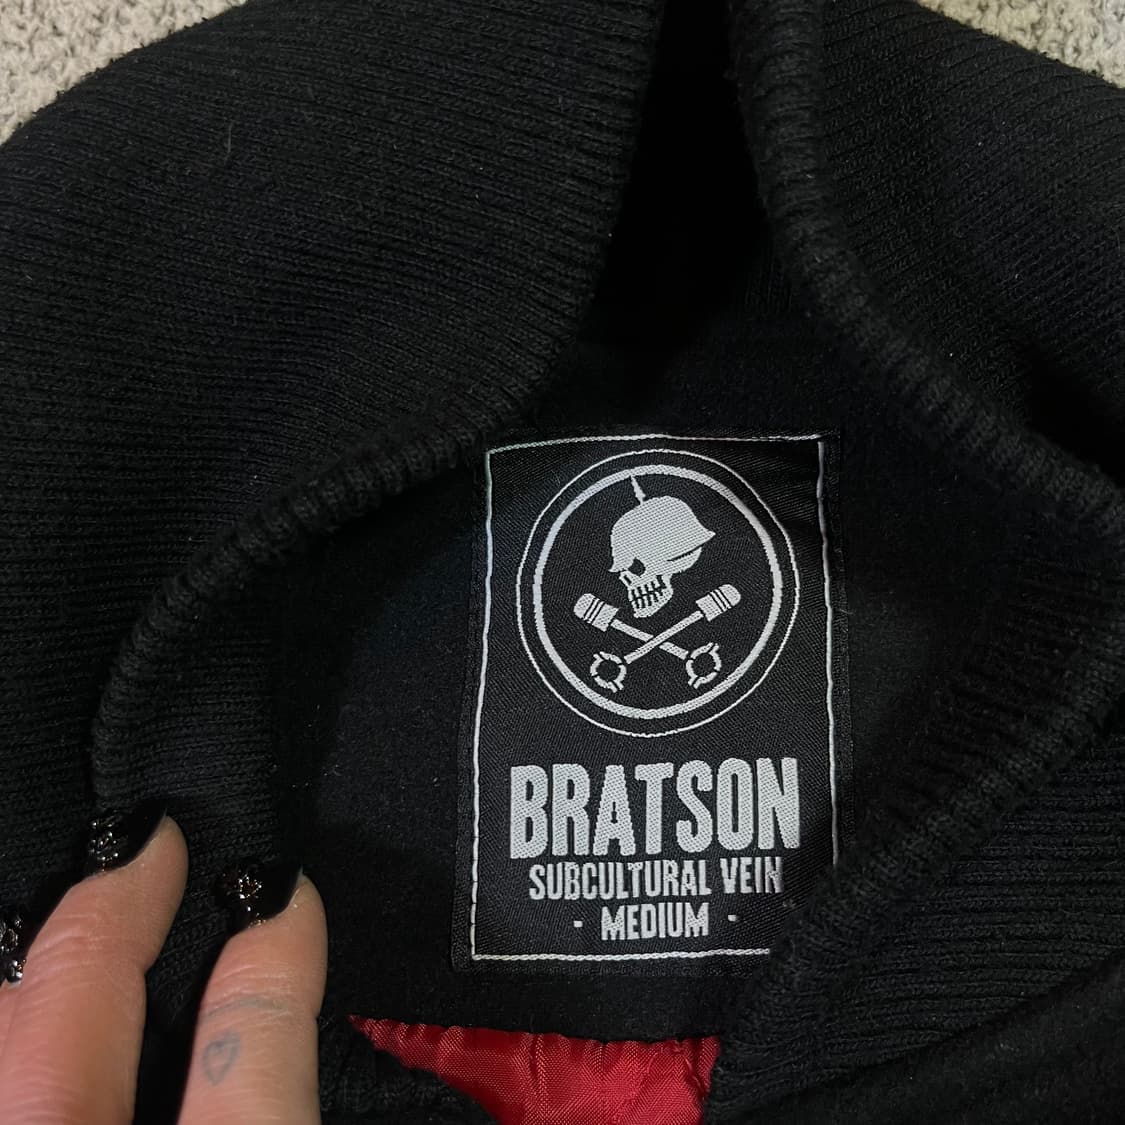 BRATSON
SUBCULTURAL VEIN
- MEDIUM -